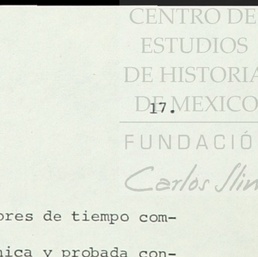 CENTRO DE
ESTUDIOS
DE HISTORIA
DE MEXICO
17.
FUNDACIÓ
Carlos Slim
ores de tiempo com-
nica y probada con-